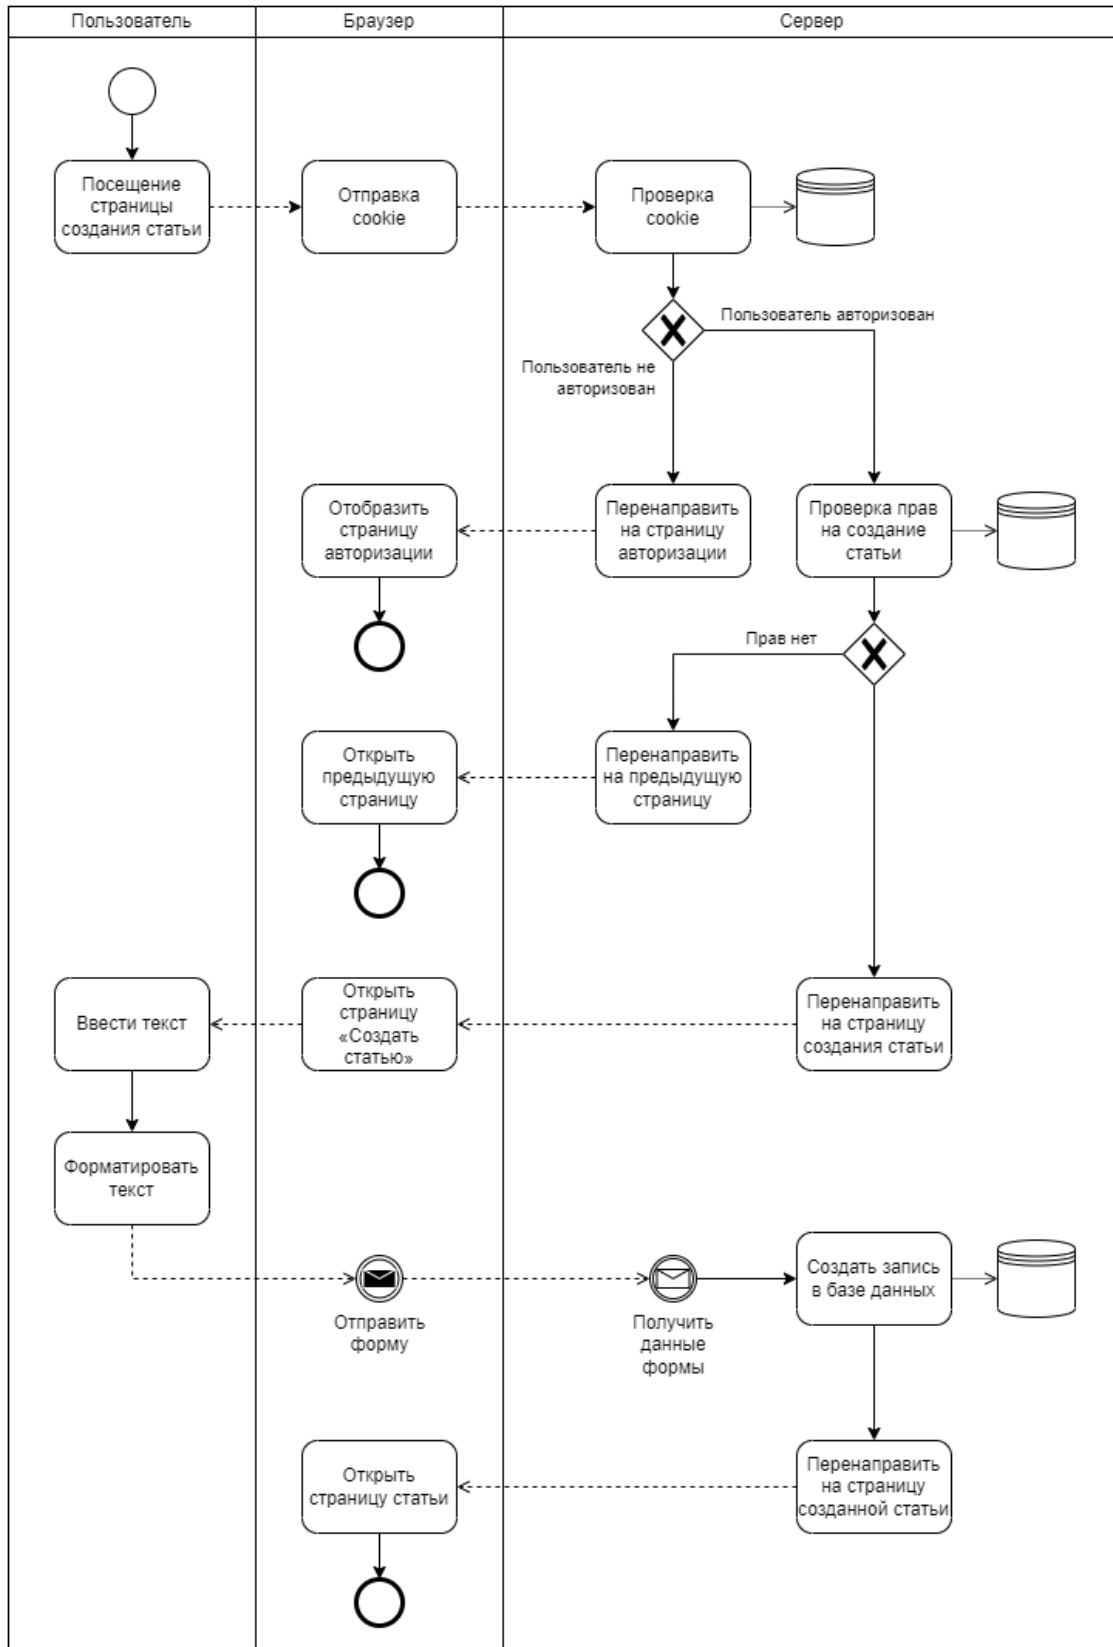 Пользователь
Браузер
Сервер
Посещение
страницы
создания статьи
Отправка
cookie
Проверка
cookie
Пользователь авторизован
Пользователь не
авторизован
Отобразить
страницу
авторизации
Перенаправить
на страницу
авторизации
Проверка прав
на создание
статьи
Прав нет
Открыть
предыдущую
страницу
Перенаправить
на предыдущую
страницу
Ввести текст
Открыть
страницу
«Создать
статью»
Перенаправить
на страницу
создания статьи
Форматировать
текст
Отправить
форму
Получить
данные
формы
Создать запись
в базе данных
Открыть
страницу статьи
Перенаправить
на страницу
созданной статьи